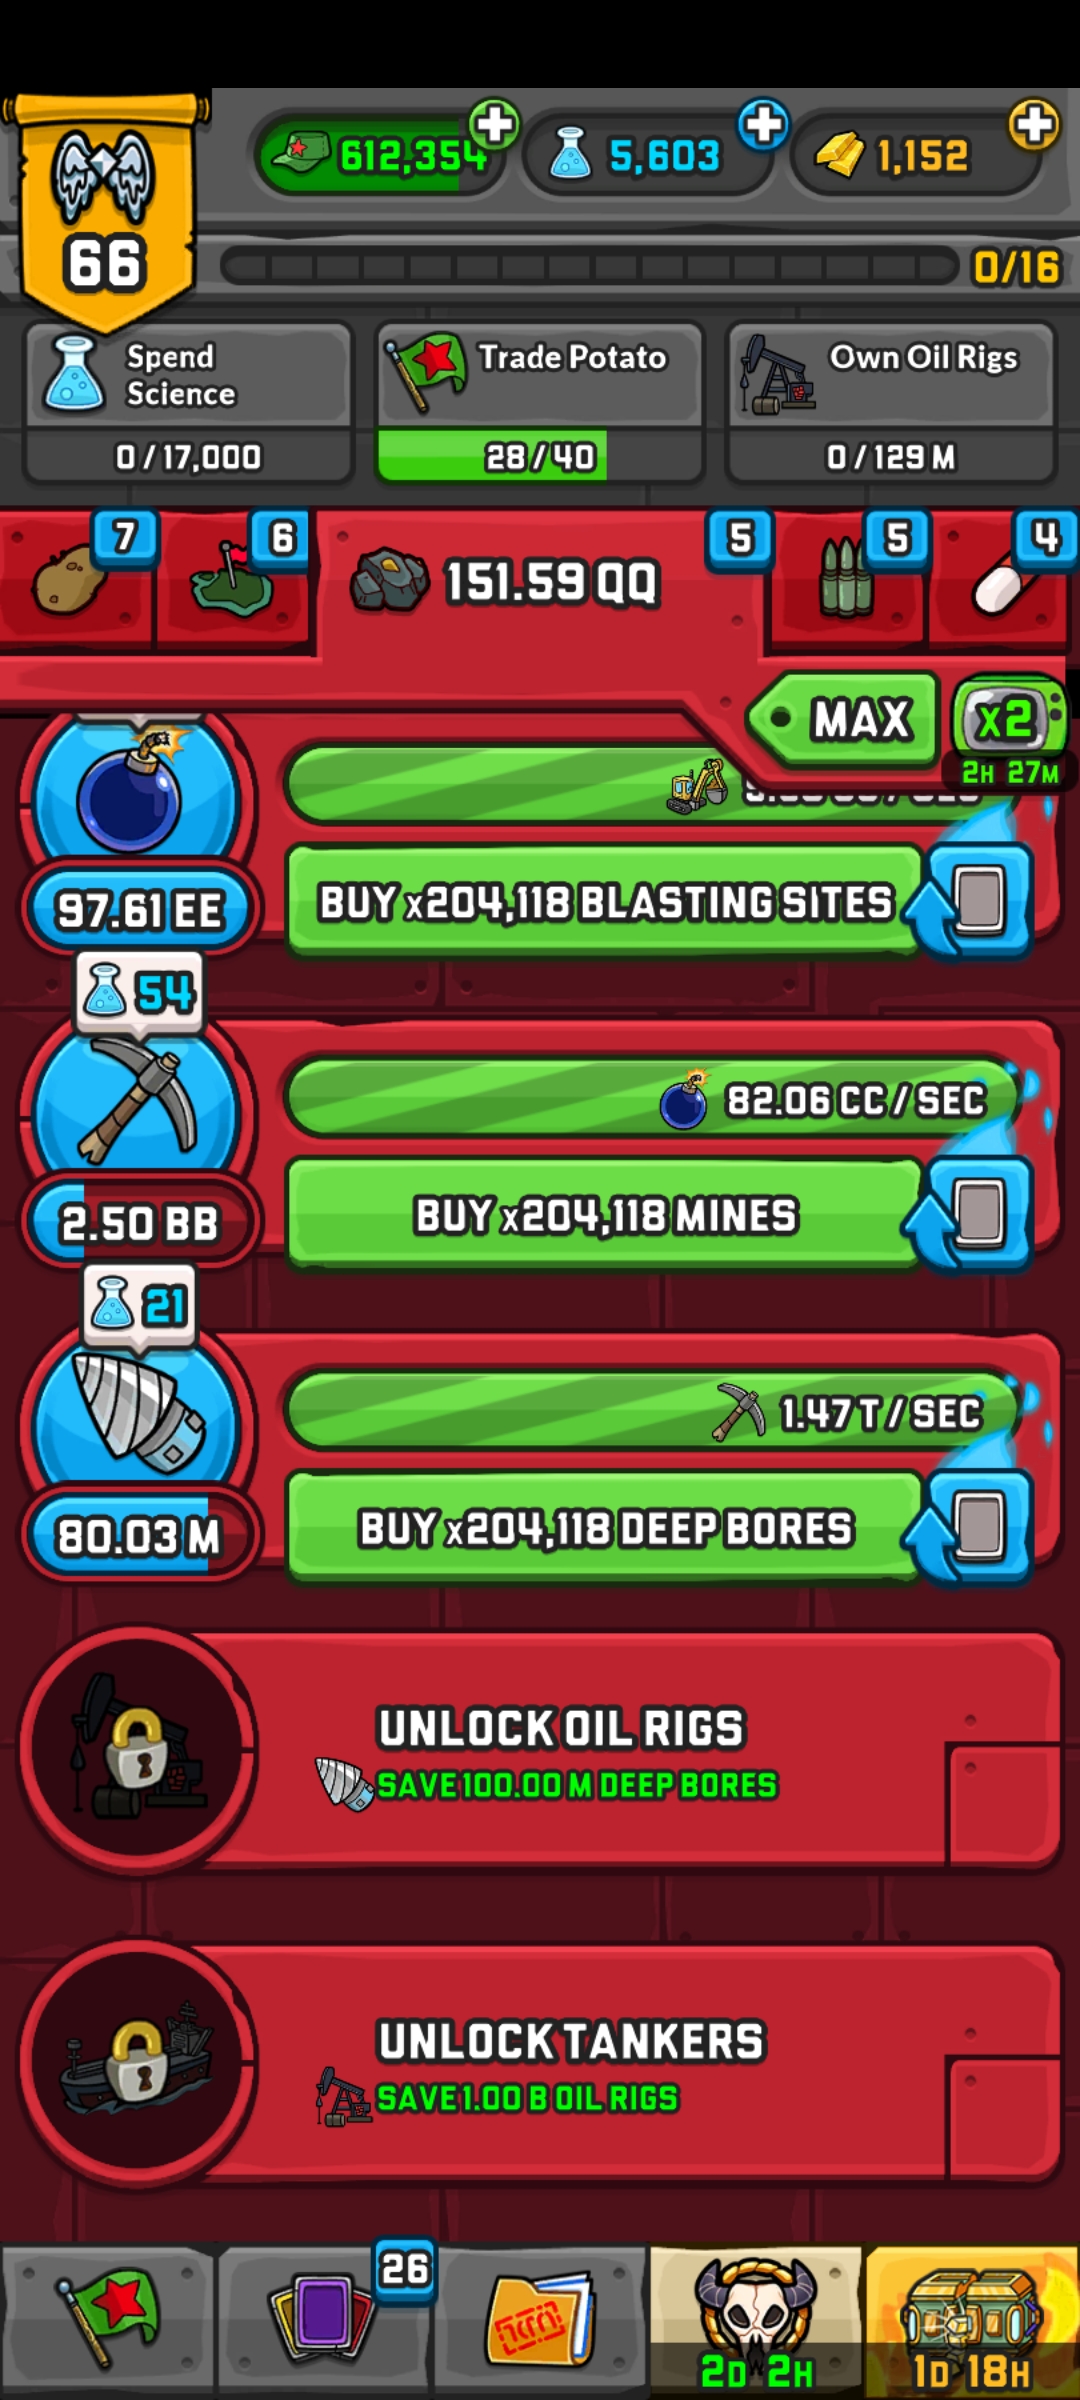 612,354
5,603
1,152
66
0/16
Spend
Science
0 / 17,000
Trade Potato
28 / 40
Own Oil Rigs
0 / 129 M
7
6
151.59 QQ
5
5
4
MAX
X2
2H 27M
97.61 EE
BUY x204,118 BLASTING SITES
54
82.06 CC / SEC
2.50 BB
BUY x204,118 MINES
21
1.47 T / SEC
80.03 M
BUY x204,118 DEEP BORES
UNLOCK OIL RIGS
SAVE 100.00 M DEEP BORES
UNLOCK TANKERS
SAVE 1.00 B OIL RIGS
26
2D 2H
1D 18H